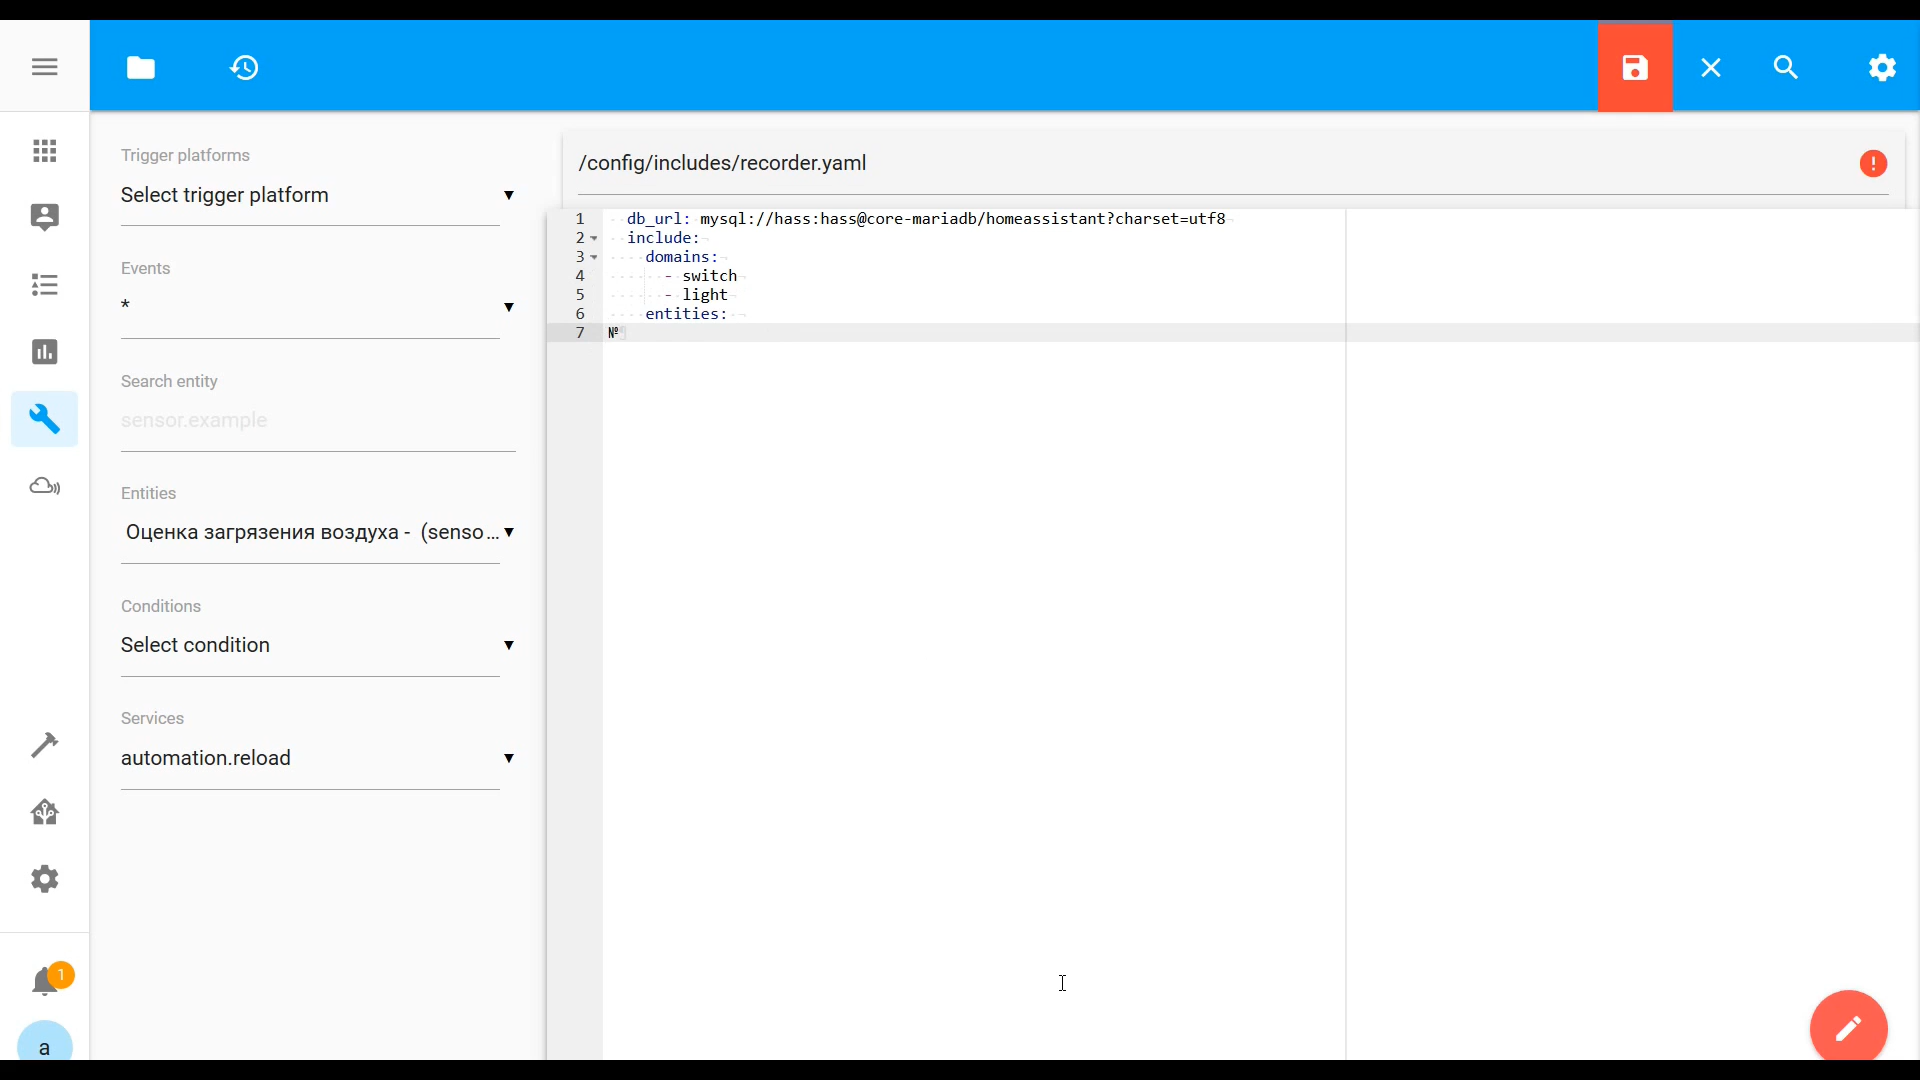 Trigger platforms
Select trigger platform
Events
*
Search entity
sensor.example
Entities
Оценка загрязения воздуха - (senso...
Conditions
Select condition
Services
automation.reload
1
a
/config/includes/recorder.yaml
!
1 db_url: mysql://hass:hass@core-mariadb/homeassistant?charset=utf8
2 include:
3 domains:
4 - switch
5 - light
6 entities:
7 №